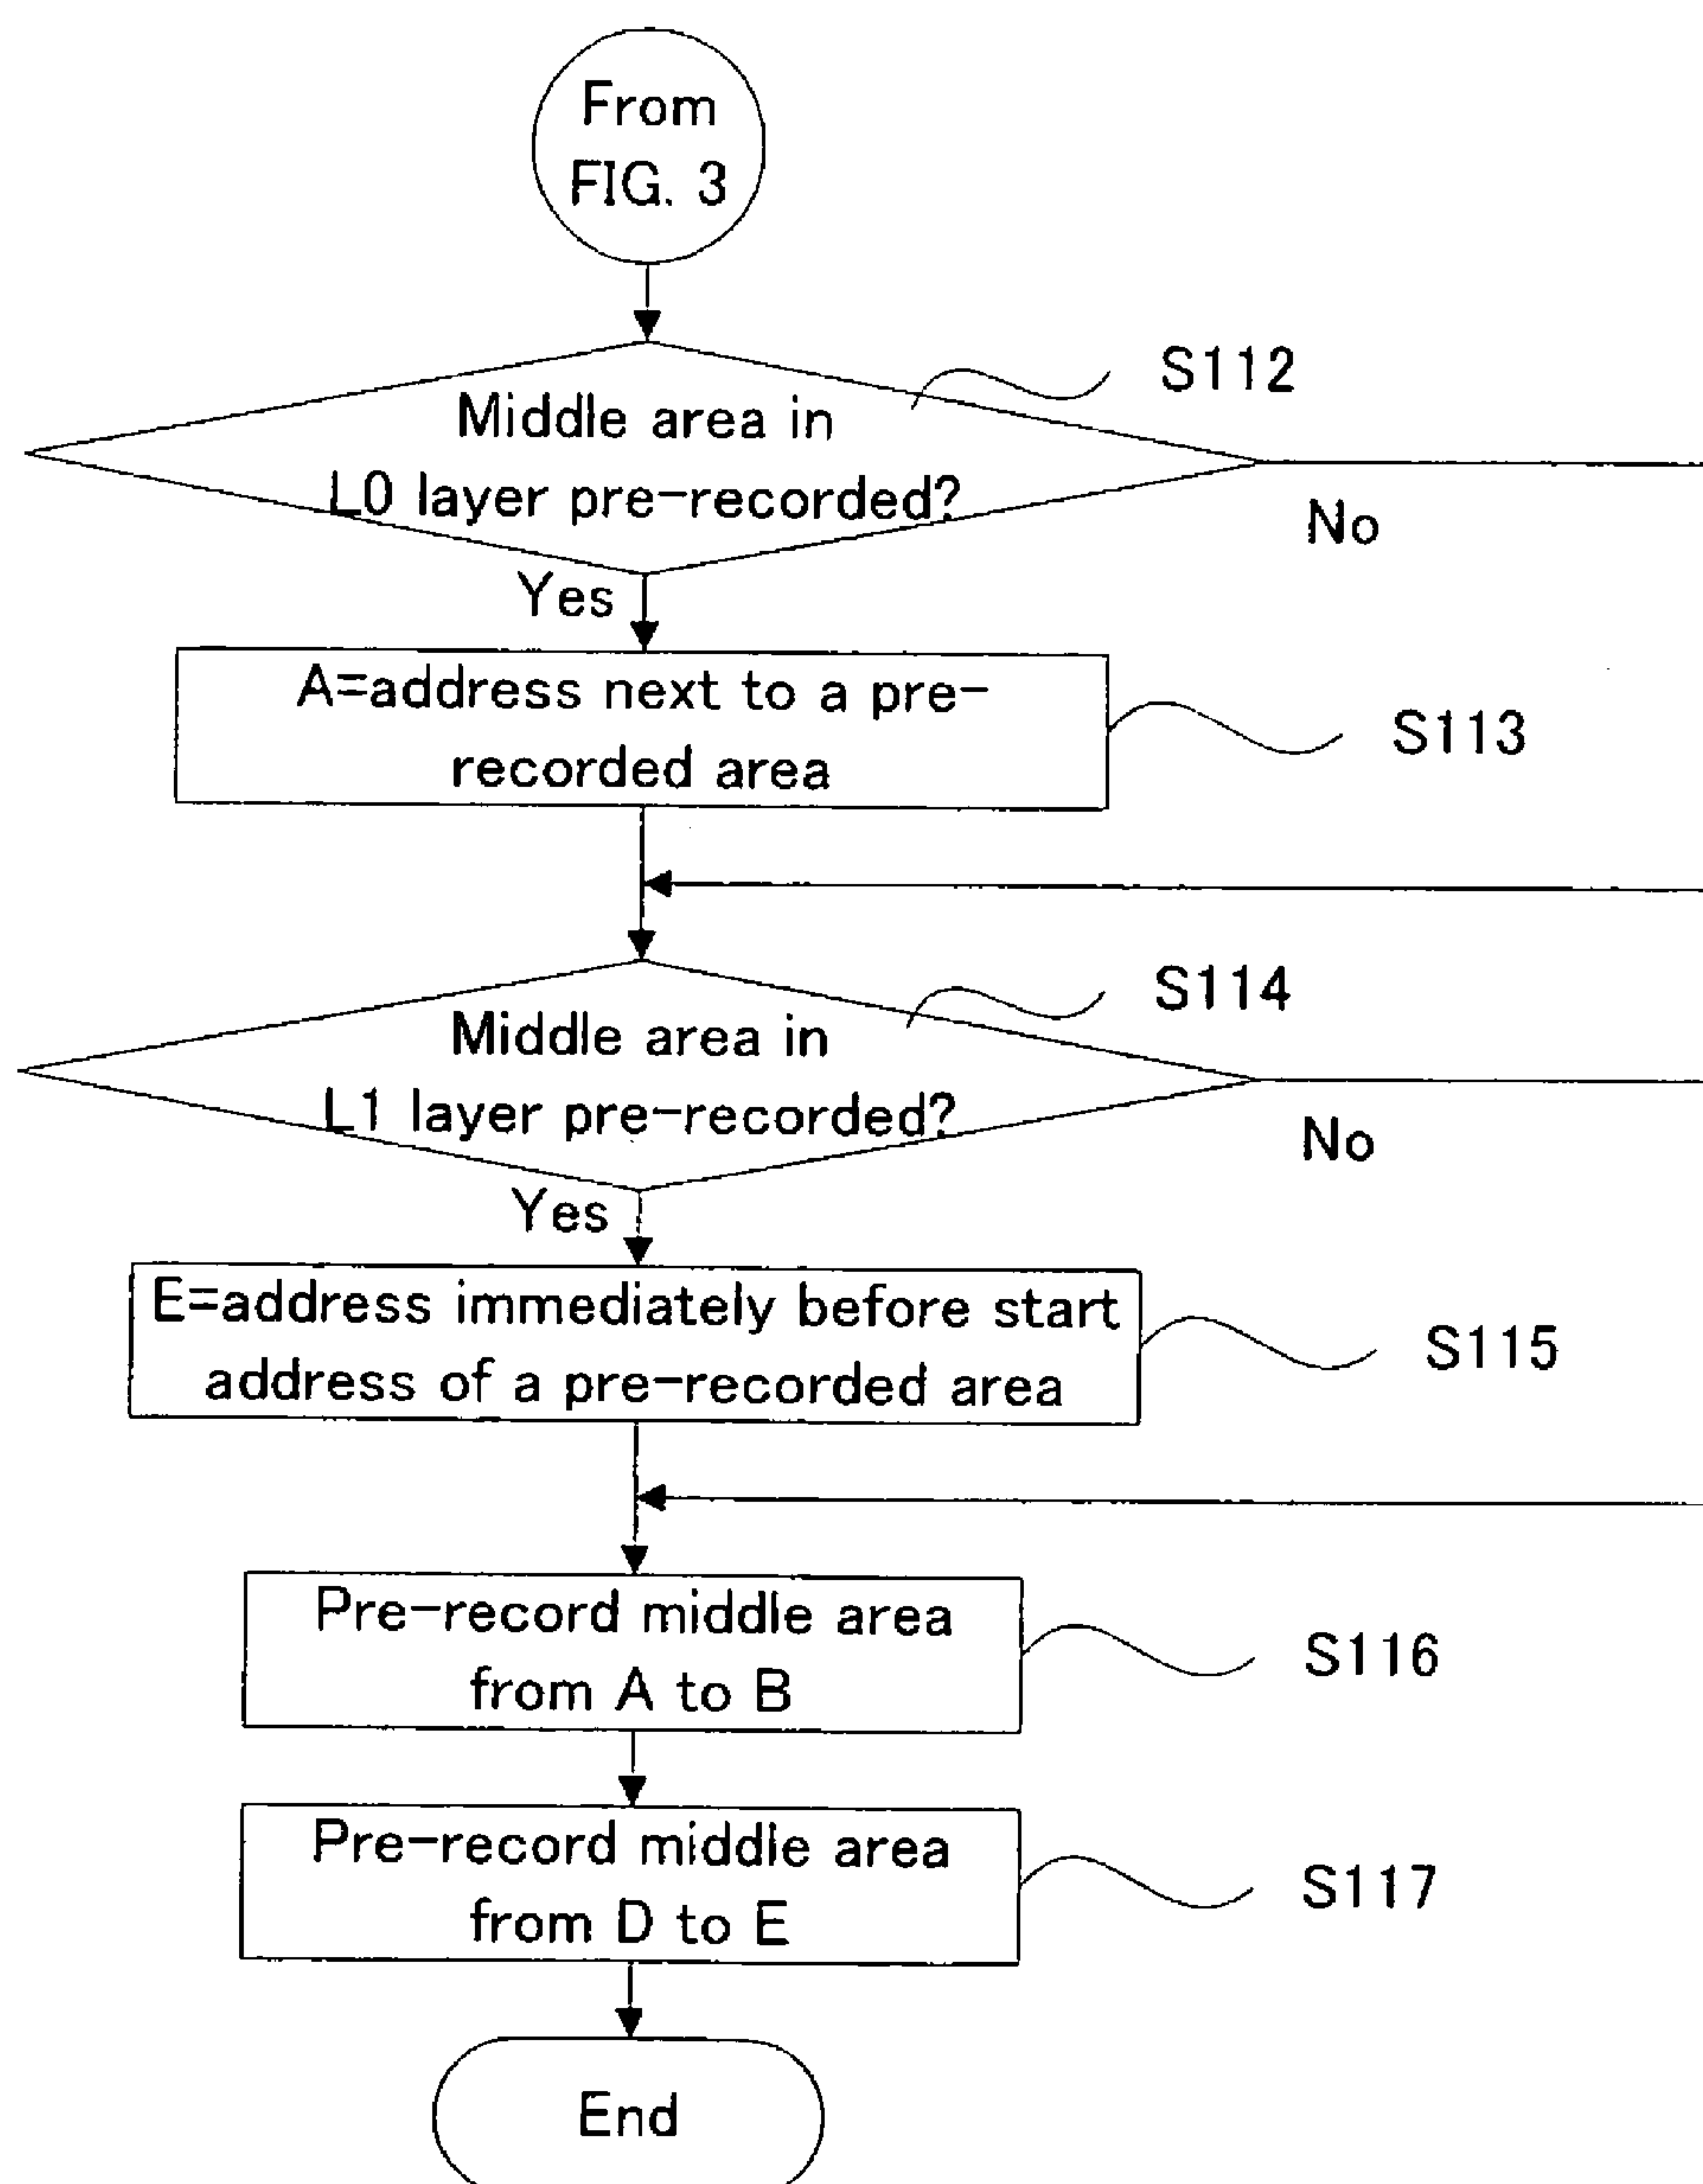 From
FIG. 3
S112
Middle area in
L0 layer pre-recorded?
No
Yes
A=address next to a pre-
recorded area
S113
S114
Middle area in
L1 layer pre-recorded?
No
Yes
E=address immediately before start
address of a pre-recorded area
S115
Pre-record middle area
from A to B
S116
Pre-record middle area
from D to E
S117
End